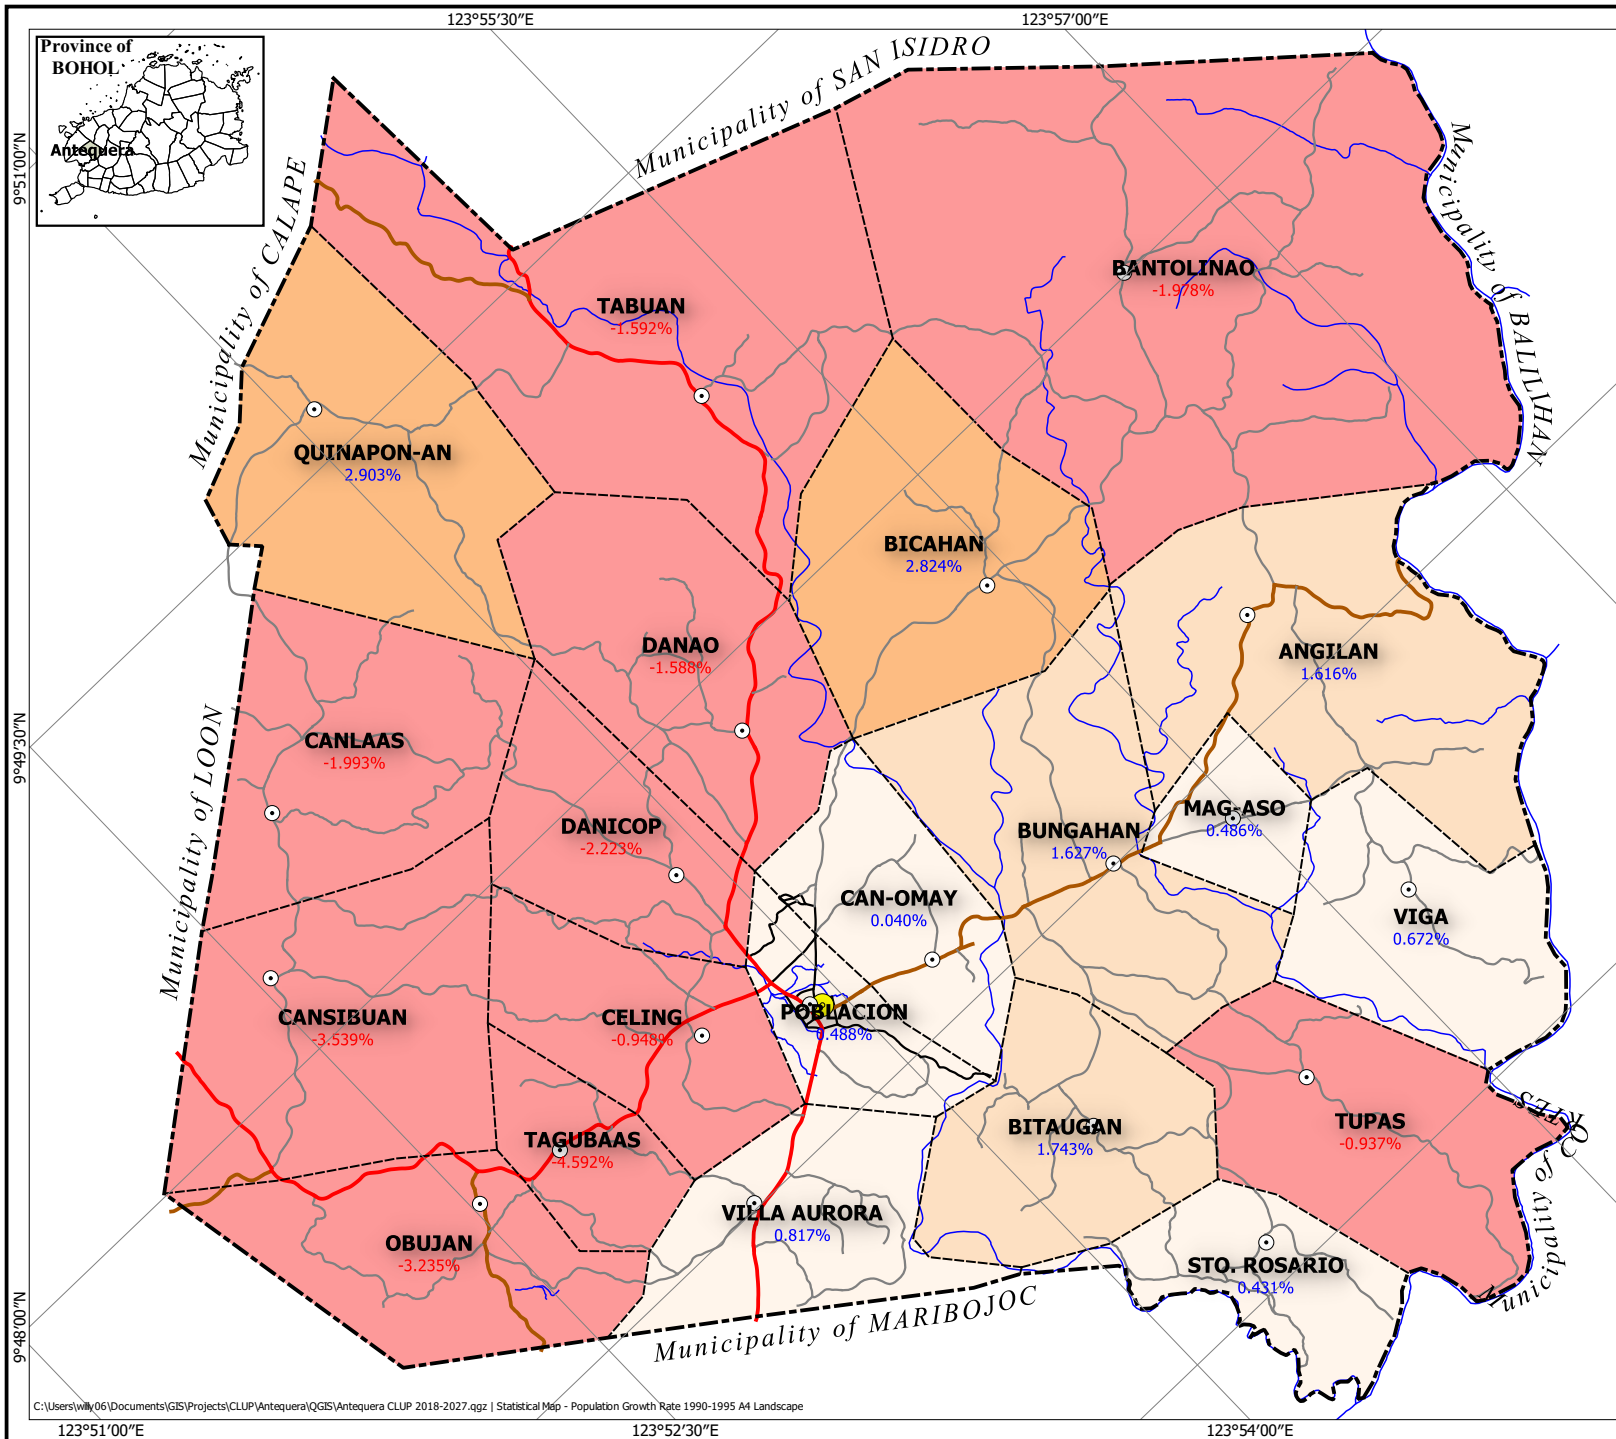 123°55′30″E
123°57′00″E
Province of
BOHOL
Antequera
9°51′00″N
9°49′30″N
9°48′00″N
Municipality of SAN ISIDRO
Municipality of CALAPE
Municipality of BALILIHAN
Municipality of LOON
Municipality of MARIBOJOC
Municipality of CORTES
BANTOLINAO
-1.978%
TABUAN
-1.592%
QUINAPON-AN
2.903%
BICAHAN
2.824%
DANAO
-1.588%
ANGILAN
1.616%
CANLAAS
-1.993%
MAG-ASO
0.486%
DANICOP
-2.223%
BUNGAHAN
1.627%
CAN-OMAY
0.040%
VIGA
0.672%
POBLACION
0.488%
CANSIBUAN
-3.539%
CELING
-0.948%
TUPAS
-0.937%
BITAUGAN
1.743%
TAGUBAAS
-4.592%
VILLA AURORA
0.817%
OBUJAN
-3.235%
STO. ROSARIO
0.431%
C:\Users\willy06\Documents\GIS\Projects\CLUP\Antequera\QGIS\Antequera CLUP 2018-2027.qgz | Statistical Map - Population Growth Rate 1990-1995 A4 Landscape
123°51′00″E
123°52′30″E
123°54′00″E